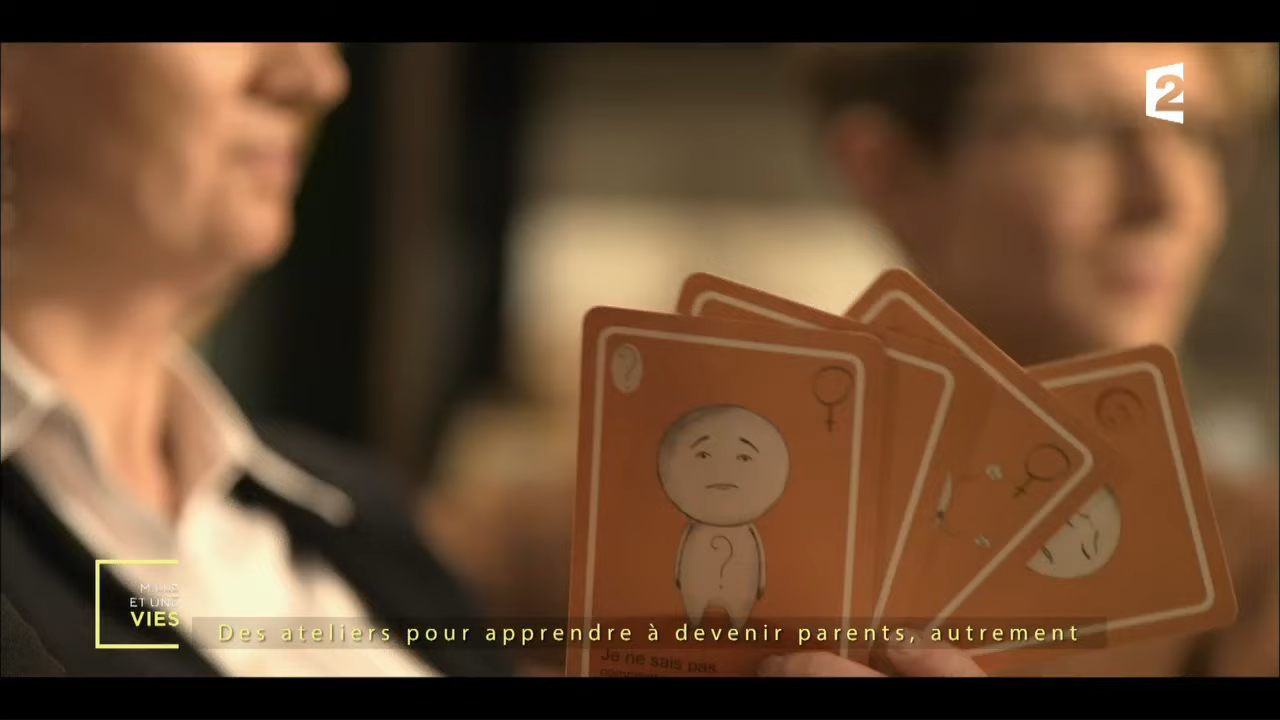 2
MILLE
ET UNE
VIES
Des ateliers pour apprendre à devenir parents, autrement
?
?
Je ne sais pas